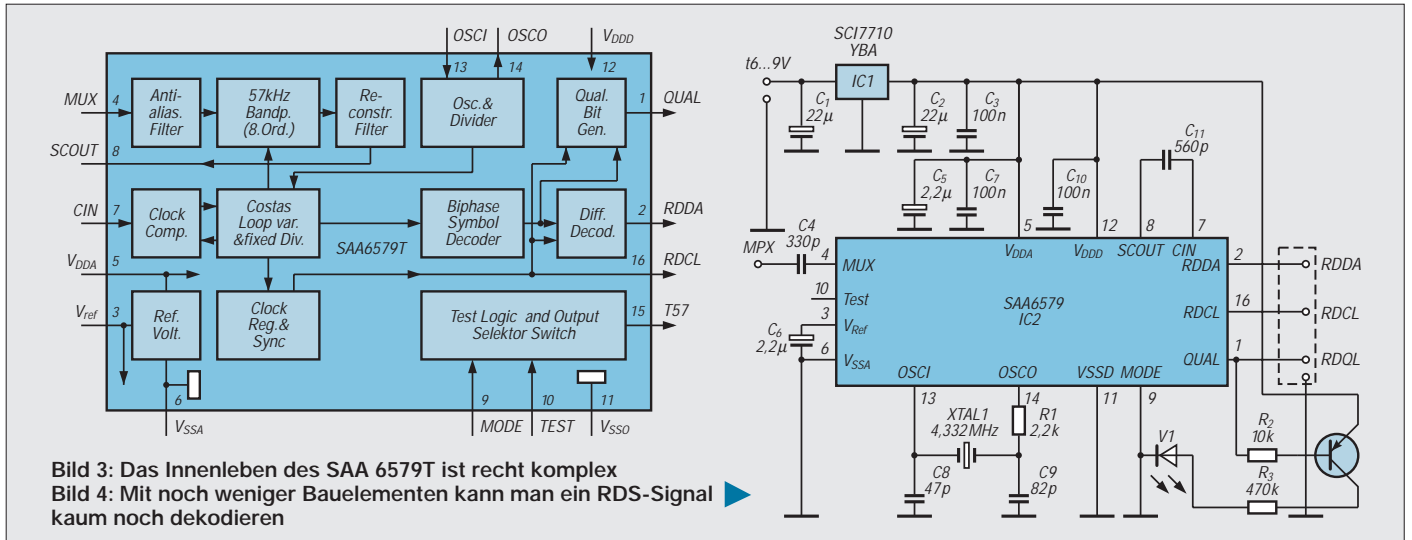 OSCI OSCO V_DDD
13 14 12
MUX 4 Anti-alias. Filter
57kHz Bandp. (8.Ord.)
Re-constr. Filter
Osc.& Divider
Qual. Bit Gen. 1 QUAL
SCOUT 8
CIN 7 Clock Comp.
Costas Loop var. &fixed Div.
SAA6579T
Biphase Symbol Decoder
Diff. Decod. 2 RDDA
V_DDA 5
16 RDCL
V_ref 3 Ref. Volt.
Clock Reg.& Sync
Test Logic and Output Selektor Switch
15 T57
6 9 10 11
V_SSA MODE TEST V_SSO
Bild 3: Das Innenleben des SAA 6579T ist recht komplex
Bild 4: Mit noch weniger Bauelementen kann man ein RDS-Signal
kaum noch dekodieren
SCI7710
YBA
t6...9V
IC1
C1 22µ
C2 22µ
C3 100n
C11 560p
C5 2,2µ
C7 100n
C10 100n
C4 330p
MPX
5 12 8 7
V_DDA V_DDD SCOUT CIN
4 MUX
10 Test
3 V_Ref
6 V_SSA
C6 2,2µ
SAA6579
IC2
RDDA 2 RDDA
RDCL 16 RDCL
QUAL 1 RDQL
OSCI OSCO VSSD MODE
13 14 11 9
XTAL1
4,332MHz
R1 2,2k
C8 47p
C9 82p
V1
R2 10k
R3 470k